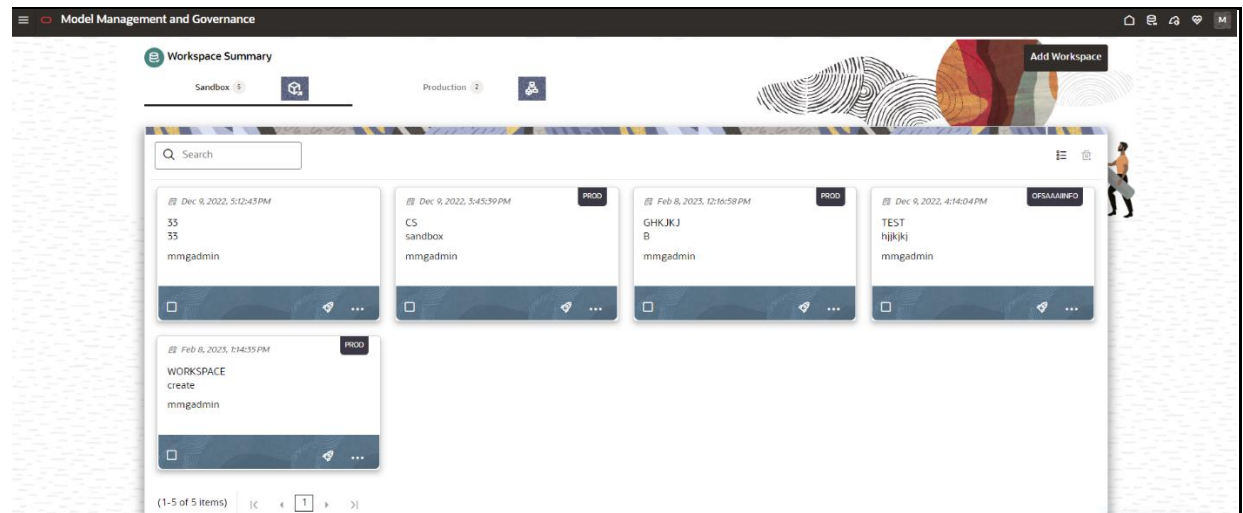 Model Management and Governance
M
Workspace Summary
Add Workspace
Sandbox 5
Production 2
Search
Dec 9, 2022, 5:12:43 PM
33
33
mmgadmin
Dec 9, 2022, 3:45:39 PM
PROD
CS
sandbox
mmgadmin
Feb 8, 2023, 12:16:58 PM
PROD
GHKJKJ
B
mmgadmin
Dec 9, 2022, 4:14:04 PM
OFSAAAIINFO
TEST
hjjkjkj
mmgadmin
Feb 8, 2023, 1:14:35 PM
PROD
WORKSPACE
create
mmgadmin
(1-5 of 5 items)
1